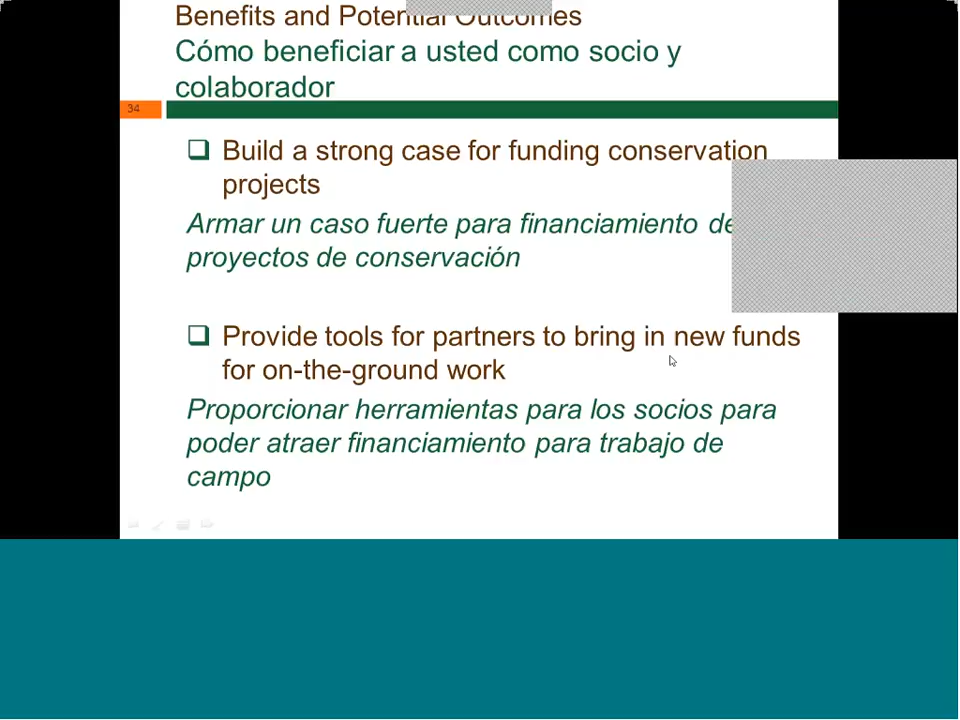 Benefits and Potential Outcomes
Cómo beneficiar a usted como socio y
colaborador
34
Build a strong case for funding conservation
projects
Armar un caso fuerte para financiamiento de
proyectos de conservación
Provide tools for partners to bring in new funds
for on-the-ground work
Proporcionar herramientas para los socios para
poder atraer financiamiento para trabajo de
campo